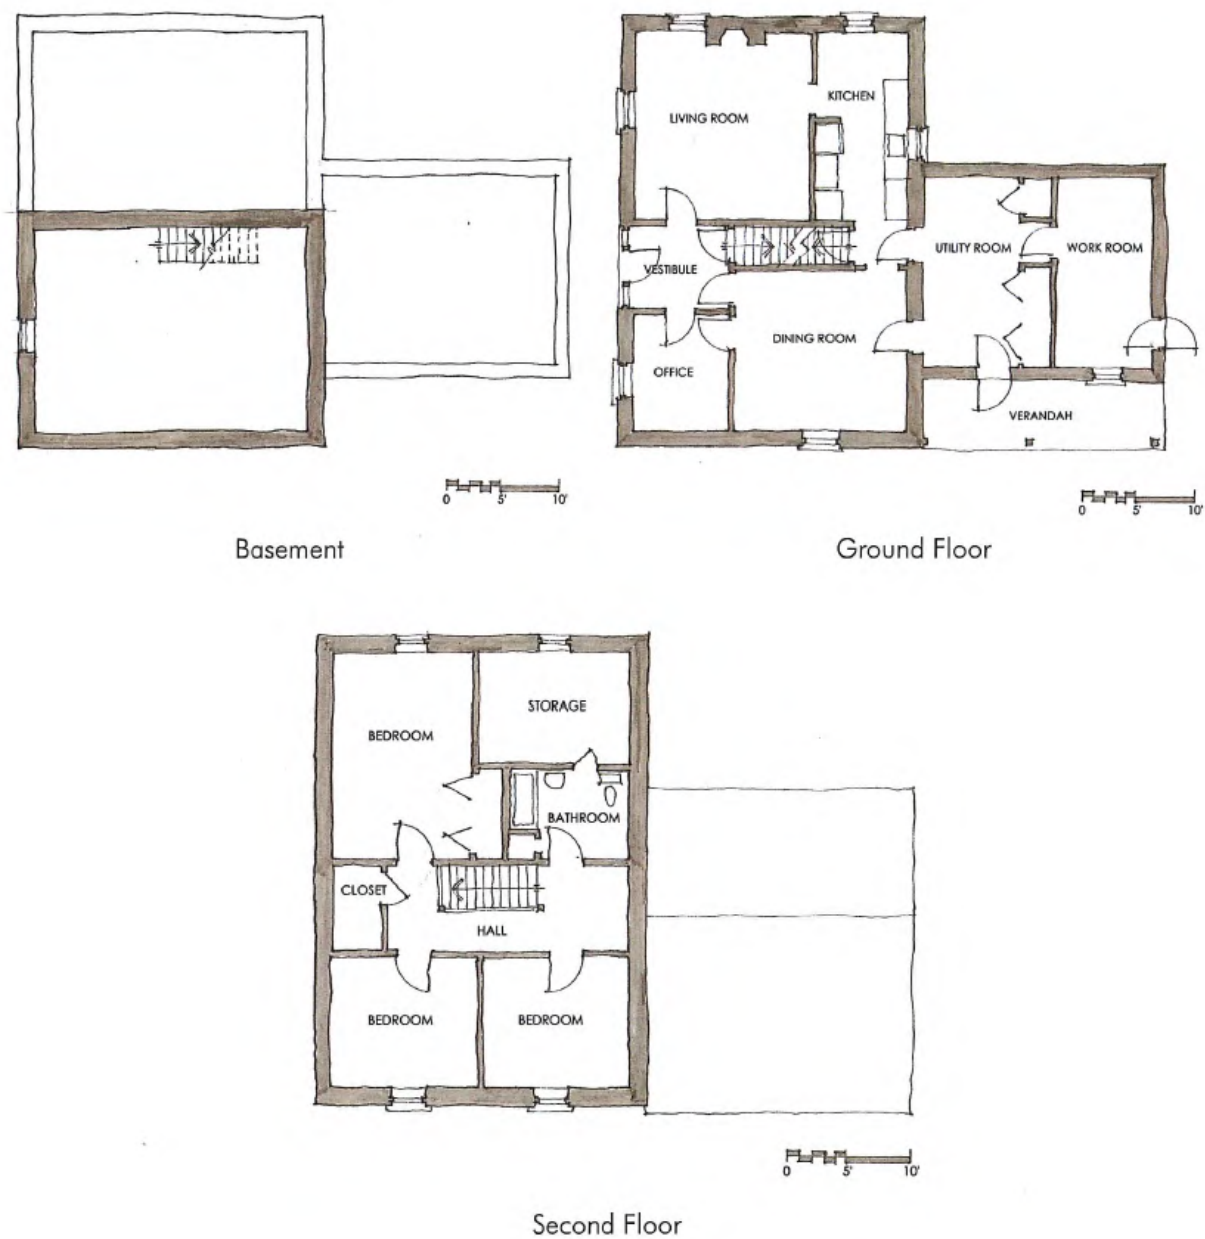 LIVING ROOM
KITCHEN
VESTIBULE
UTILITY ROOM
WORK ROOM
DINING ROOM
OFFICE
VERANDAH
0 5' 10'
0 5' 10'
Basement
Ground Floor
STORAGE
BEDROOM
BATHROOM
CLOSET
HALL
BEDROOM
BEDROOM
0 5' 10'
Second Floor